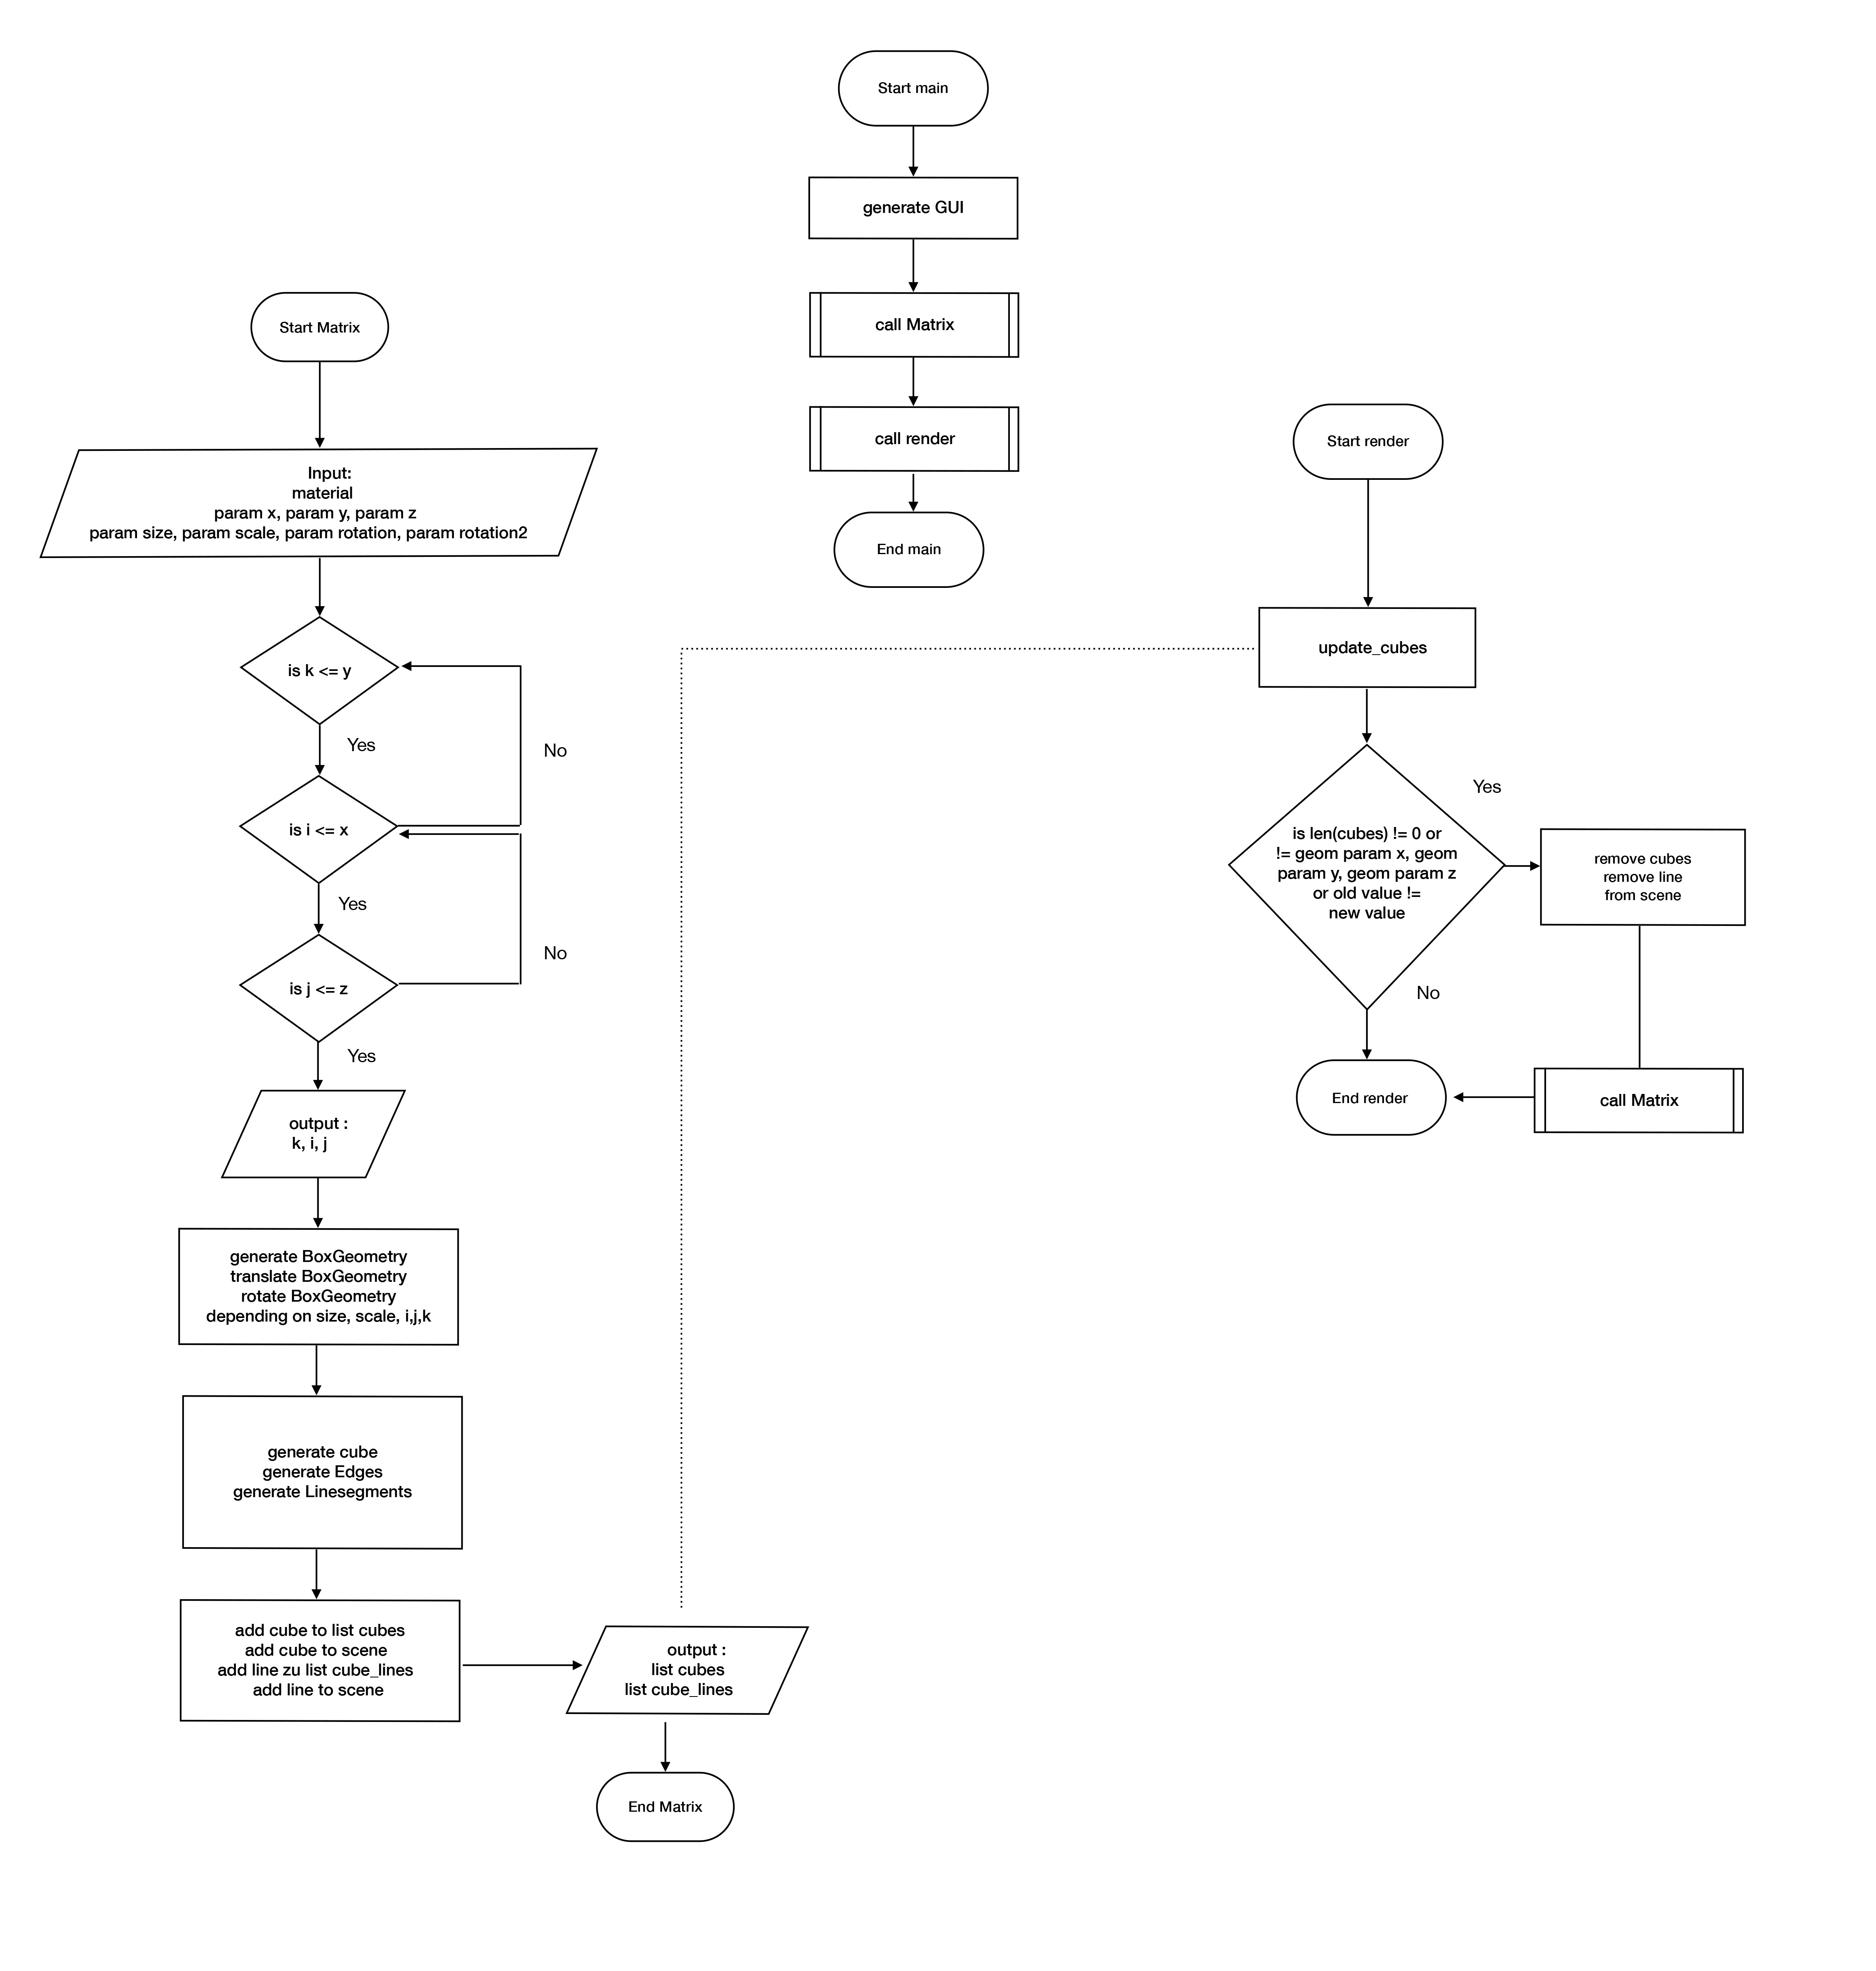 Start main
generate GUI
call Matrix
call render
End main
Start Matrix
Input:
material
param x, param y, param z
param size, param scale, param rotation, param rotation2
is k <= y
Yes
No
is i <= x
Yes
No
is j <= z
Yes
output :
k, i, j
generate BoxGeometry
translate BoxGeometry
rotate BoxGeometry
depending on size, scale, i,j,k
generate cube
generate Edges
generate Linesegments
add cube to list cubes
add cube to scene
add line zu list cube_lines
add line to scene
output :
list cubes
list cube_lines
End Matrix
Start render
update_cubes
is len(cubes) != 0 or
!= geom param x, geom
param y, geom param z
or old value !=
new value
Yes
No
remove cubes
remove line
from scene
call Matrix
End render